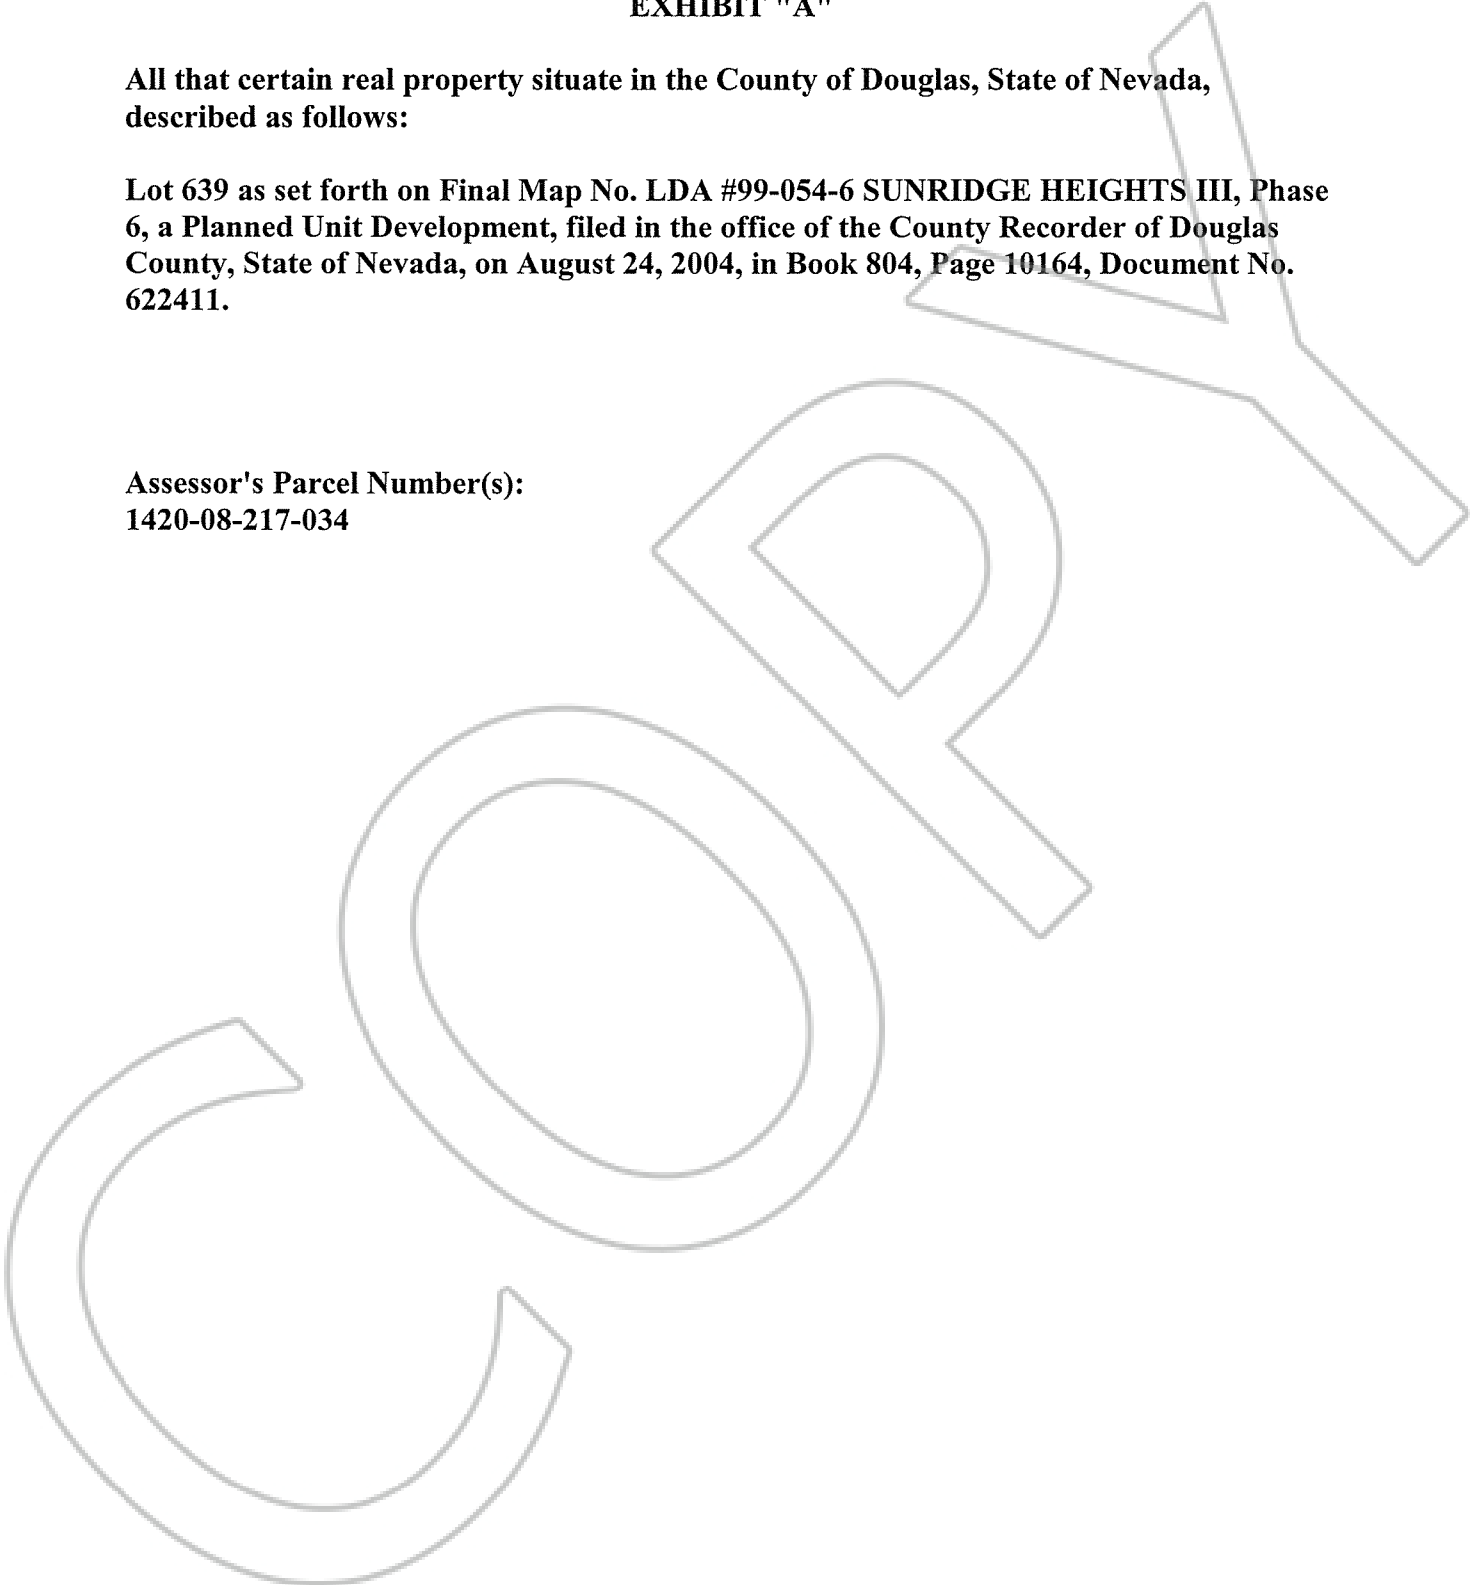 EXHIBIT "A"
All that certain real property situate in the County of Douglas, State of Nevada,
described as follows:
Lot 639 as set forth on Final Map No. LDA #99-054-6 SUNRIDGE HEIGHTS III, Phase
6, a Planned Unit Development, filed in the office of the County Recorder of Douglas
County, State of Nevada, on August 24, 2004, in Book 804, Page 10164, Document No.
622411.
Assessor's Parcel Number(s):
1420-08-217-034
COPY